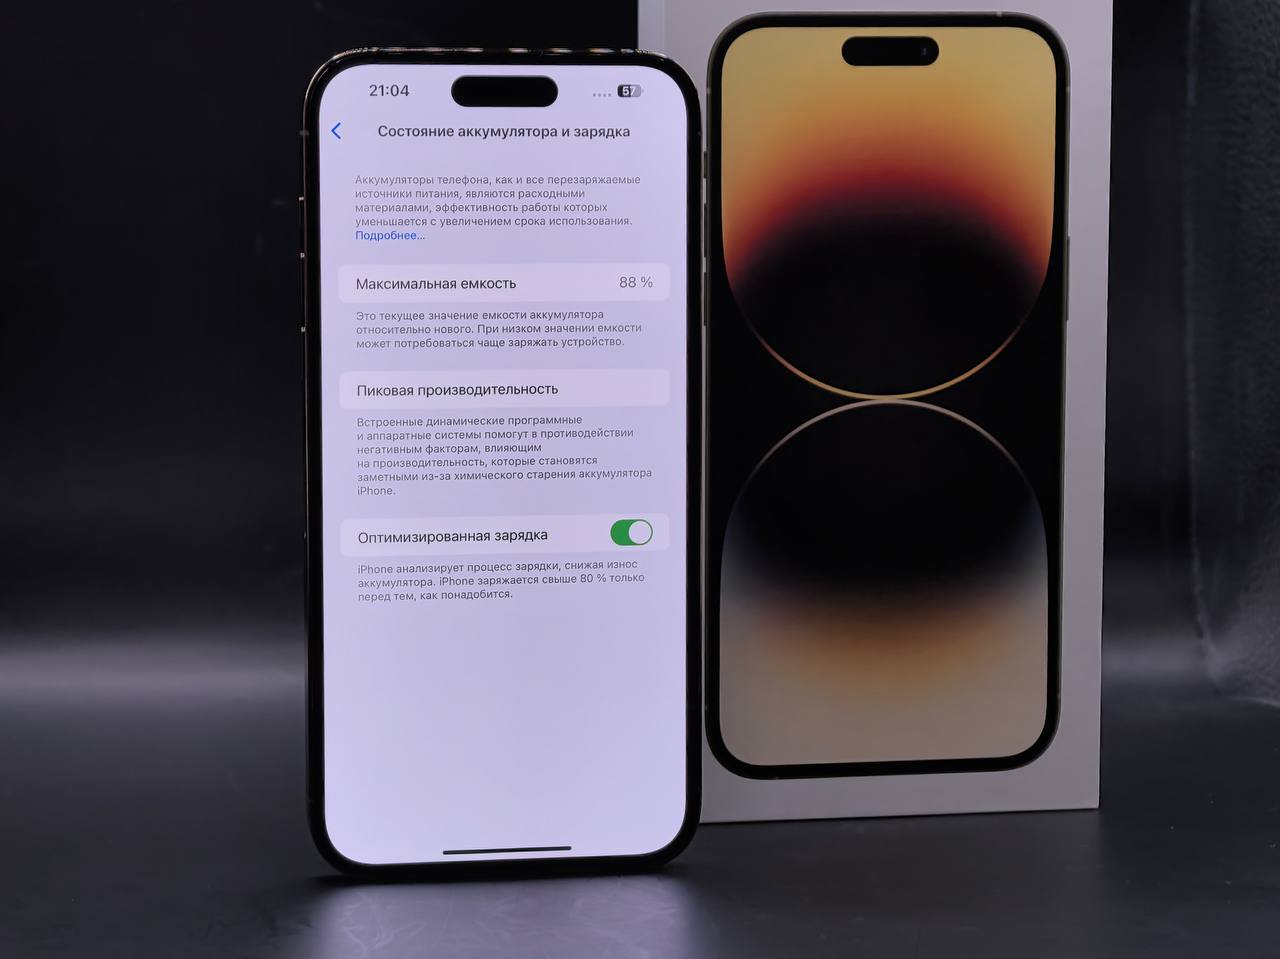 21:04
57
Состояние аккумулятора и зарядка
Аккумуляторы телефона, как и все перезаряжаемые
источники питания, являются расходными
материалами, эффективность работы которых
уменьшается с увеличением срока использования.
Подробнее...
Максимальная емкость 88 %
Это текущее значение емкости аккумулятора
относительно нового. При низком значении емкости
может потребоваться чаще заряжать устройство.
Пиковая производительность
Встроенные динамические программные
и аппаратные системы помогут в противодействии
негативным факторам, влияющим
на производительность, которые становятся
заметными из-за химического старения аккумулятора
iPhone.
Оптимизированная зарядка
iPhone анализирует процесс зарядки, снижая износ
аккумулятора. iPhone заряжается свыше 80 % только
перед тем, как понадобится.